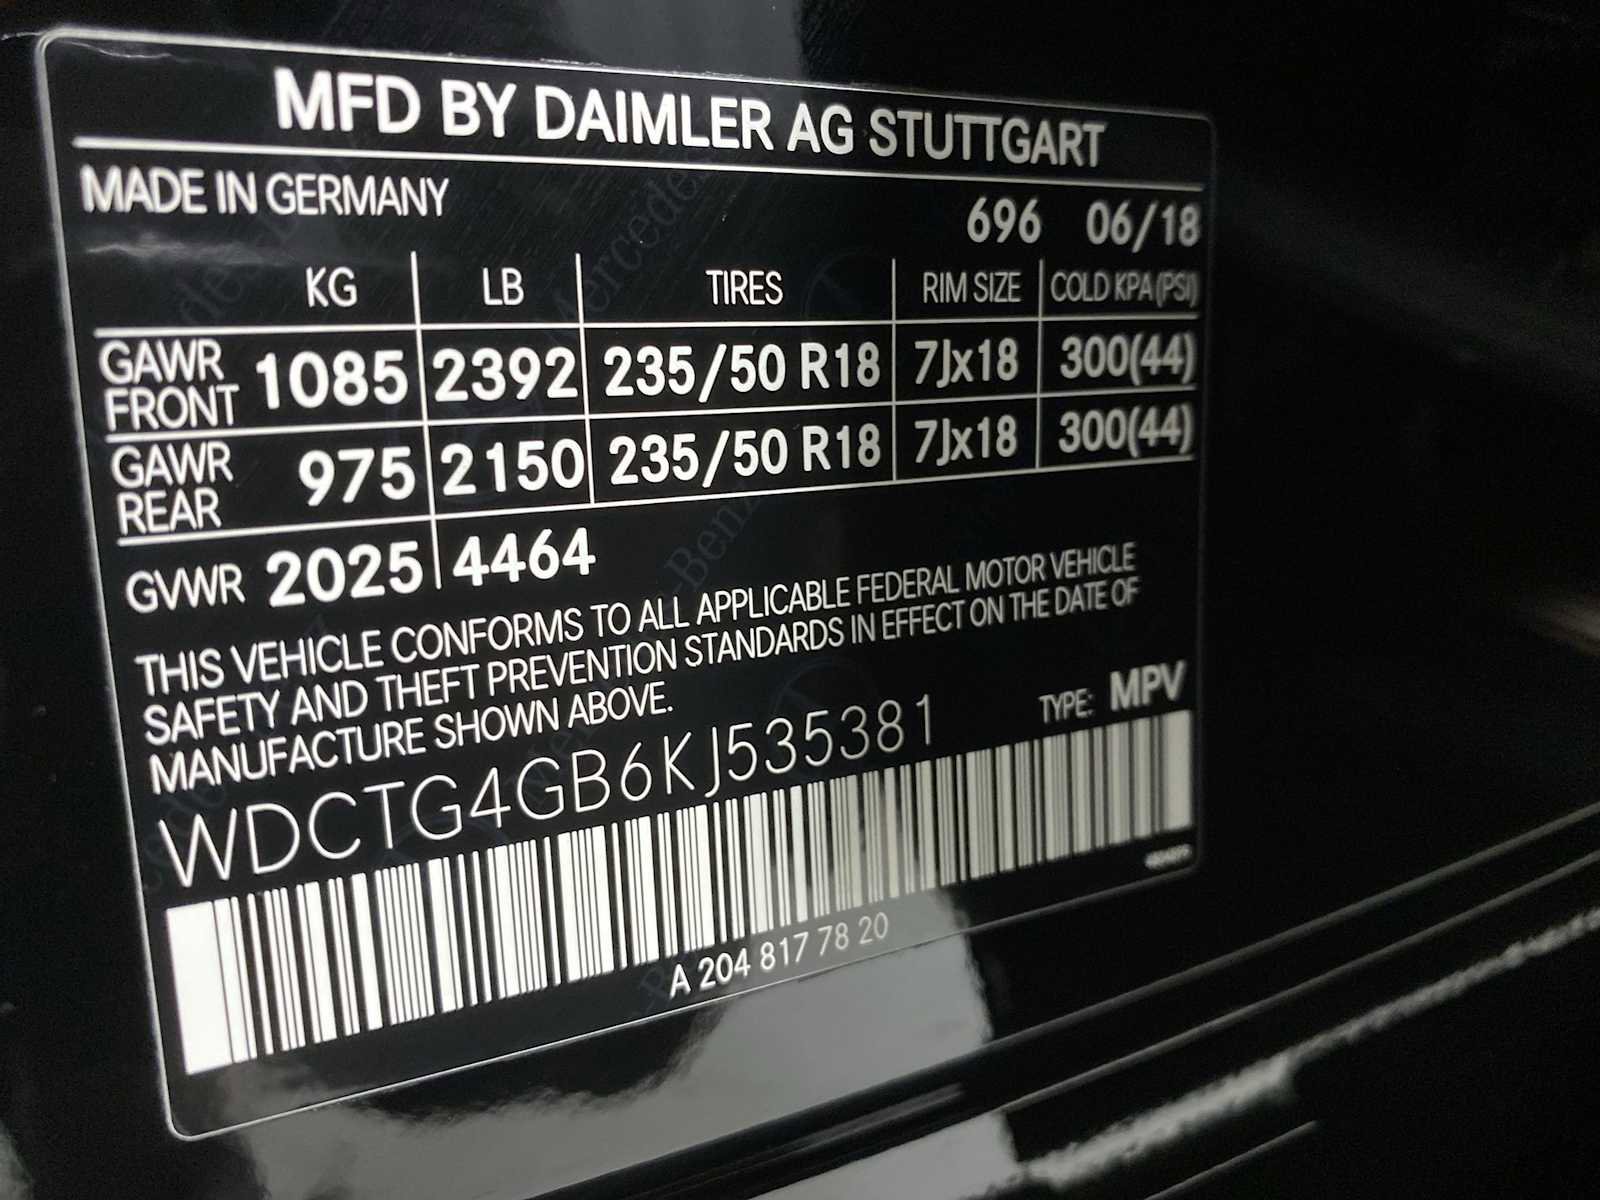 MFD BY DAIMLER AG STUTTGART
MADE IN GERMANY
696 06/18
KG LB TIRES RIM SIZE COLD KPA (PSI)
GAWR FRONT 1085 2392 235/50 R18 7Jx18 300(44)
GAWR REAR 975 2150 235/50 R18 7Jx18 300(44)
GVWR 2025 4464
THIS VEHICLE CONFORMS TO ALL APPLICABLE FEDERAL MOTOR VEHICLE
SAFETY AND THEFT PREVENTION STANDARDS IN EFFECT ON THE DATE OF
MANUFACTURE SHOWN ABOVE.
TYPE: MPV
WDCTG4GB6KJ535381
A 204 817 78 20